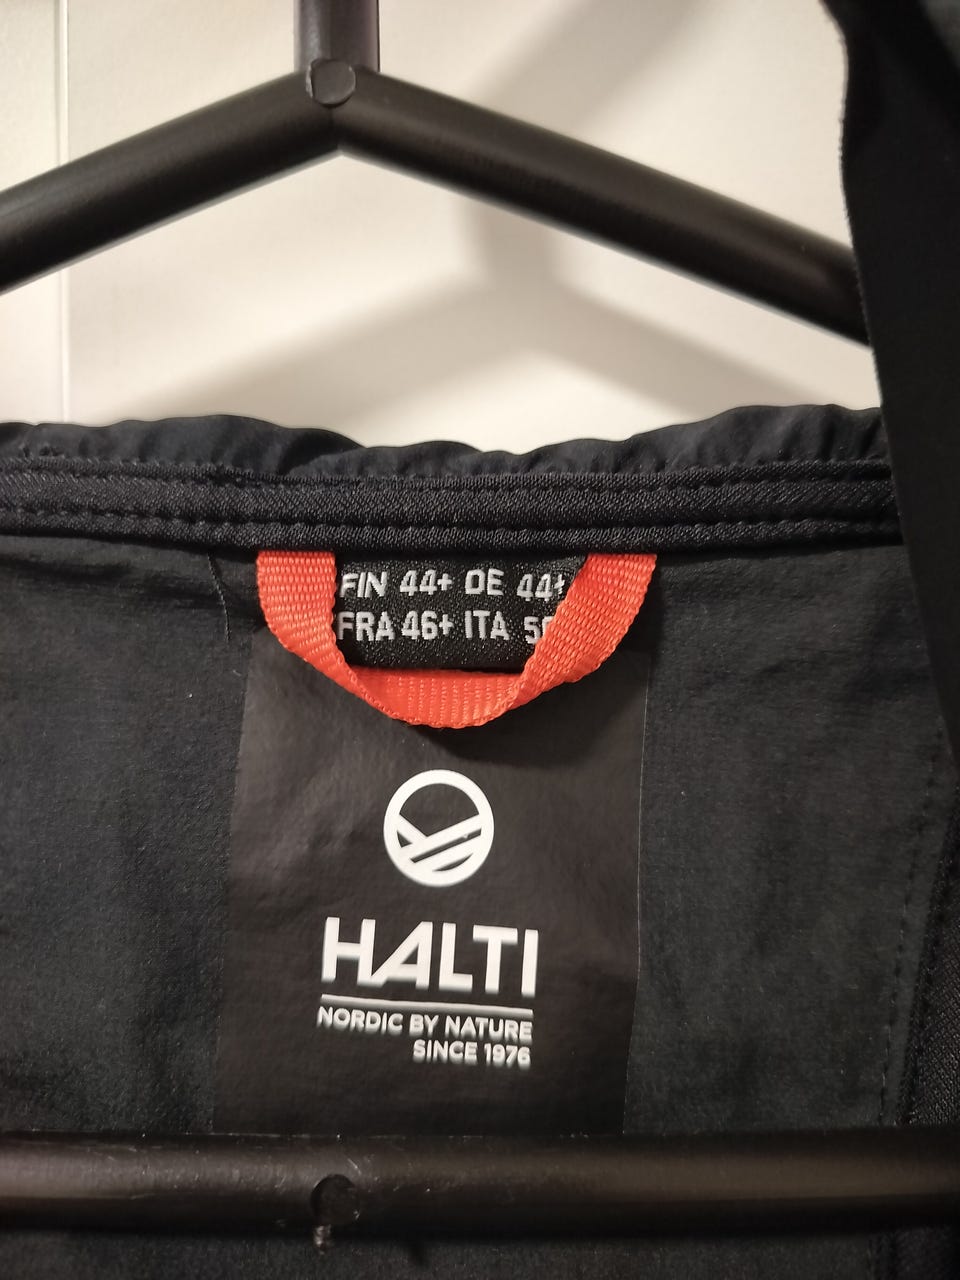 FIN 44+ DE 44+
FRA 46+ ITA
HALTI
NORDIC BY NATURE
SINCE 1976